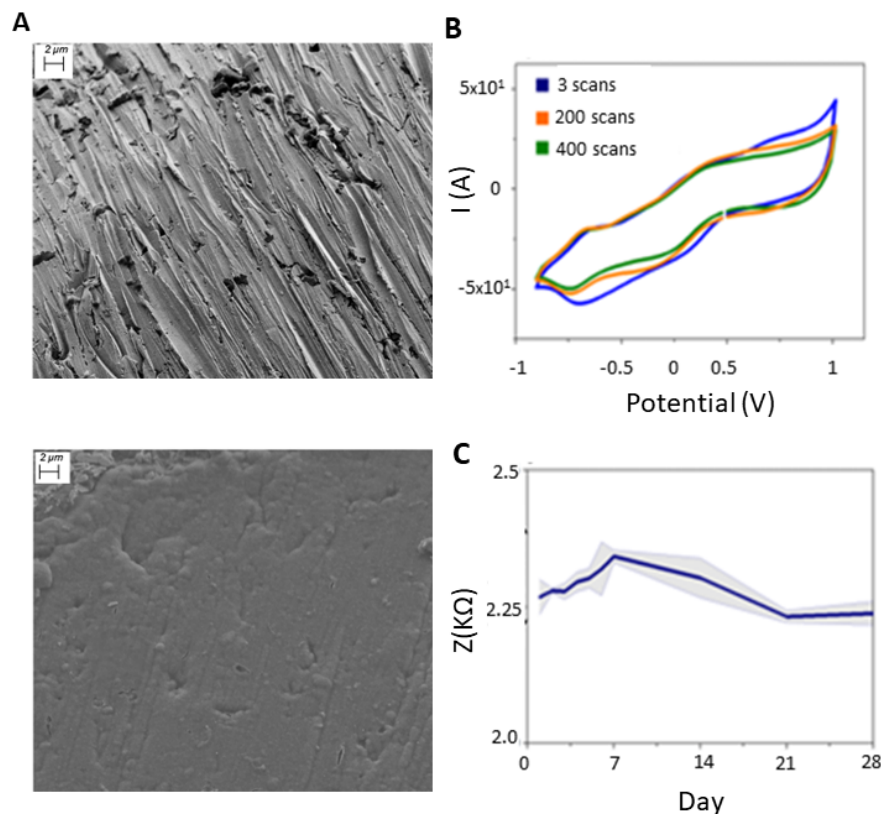 A
2 µm
B
5x10¹
0
-5x10¹
3 scans
200 scans
400 scans
I (A)
-1
-0.5
0
0.5
1
Potential (V)
2 µm
C
2.5
2.25
2.0
Z(KΩ)
0
7
14
21
28
Day